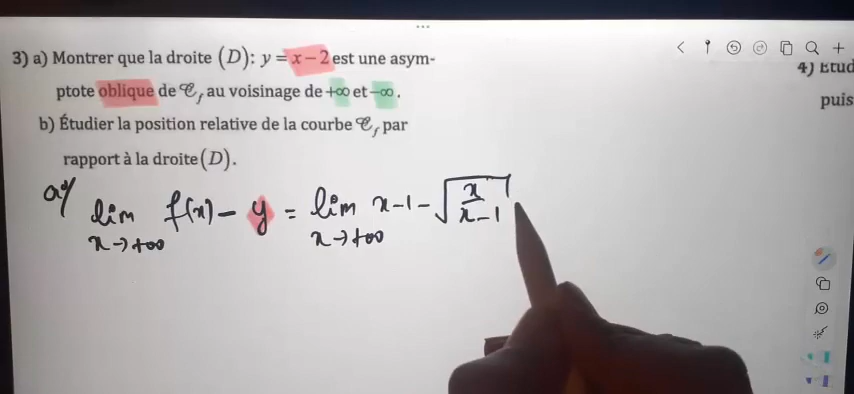 3) a) Montrer que la droite (D): y = x – 2 est une asym-
ptote oblique de 𝒞f au voisinage de +∞ et –∞.
b) Étudier la position relative de la courbe 𝒞f par
rapport à la droite (D).
4) Etud
puis
a) lim f(x) – y = lim x – 1 – √(x/(x – 1))
x→+∞ x→+∞